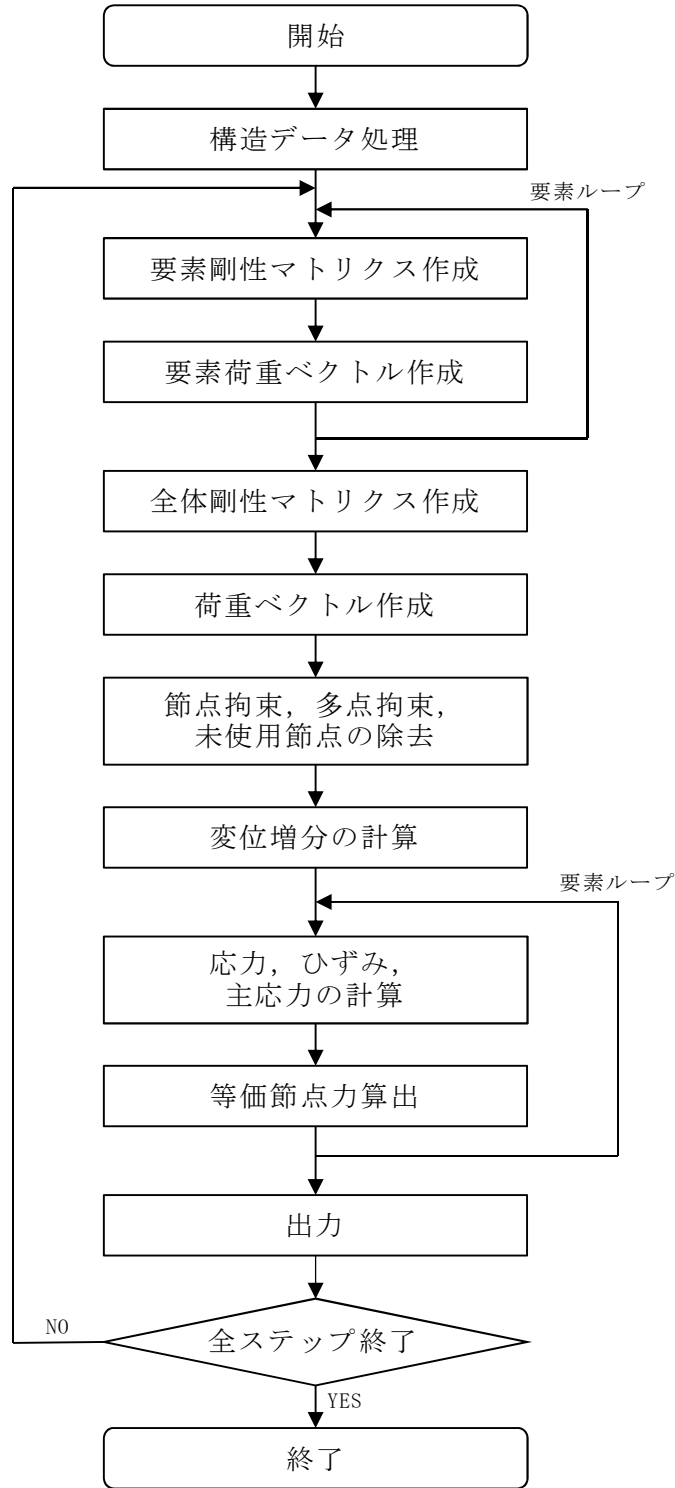 開始
構造データ処理
要素ループ
要素剛性マトリクス作成
要素荷重ベクトル作成
全体剛性マトリクス作成
荷重ベクトル作成
節点拘束，多点拘束，
未使用節点の除去
変位増分の計算
要素ループ
応力，ひずみ，
主応力の計算
等価節点力算出
出力
NO
全ステップ終了
YES
終了